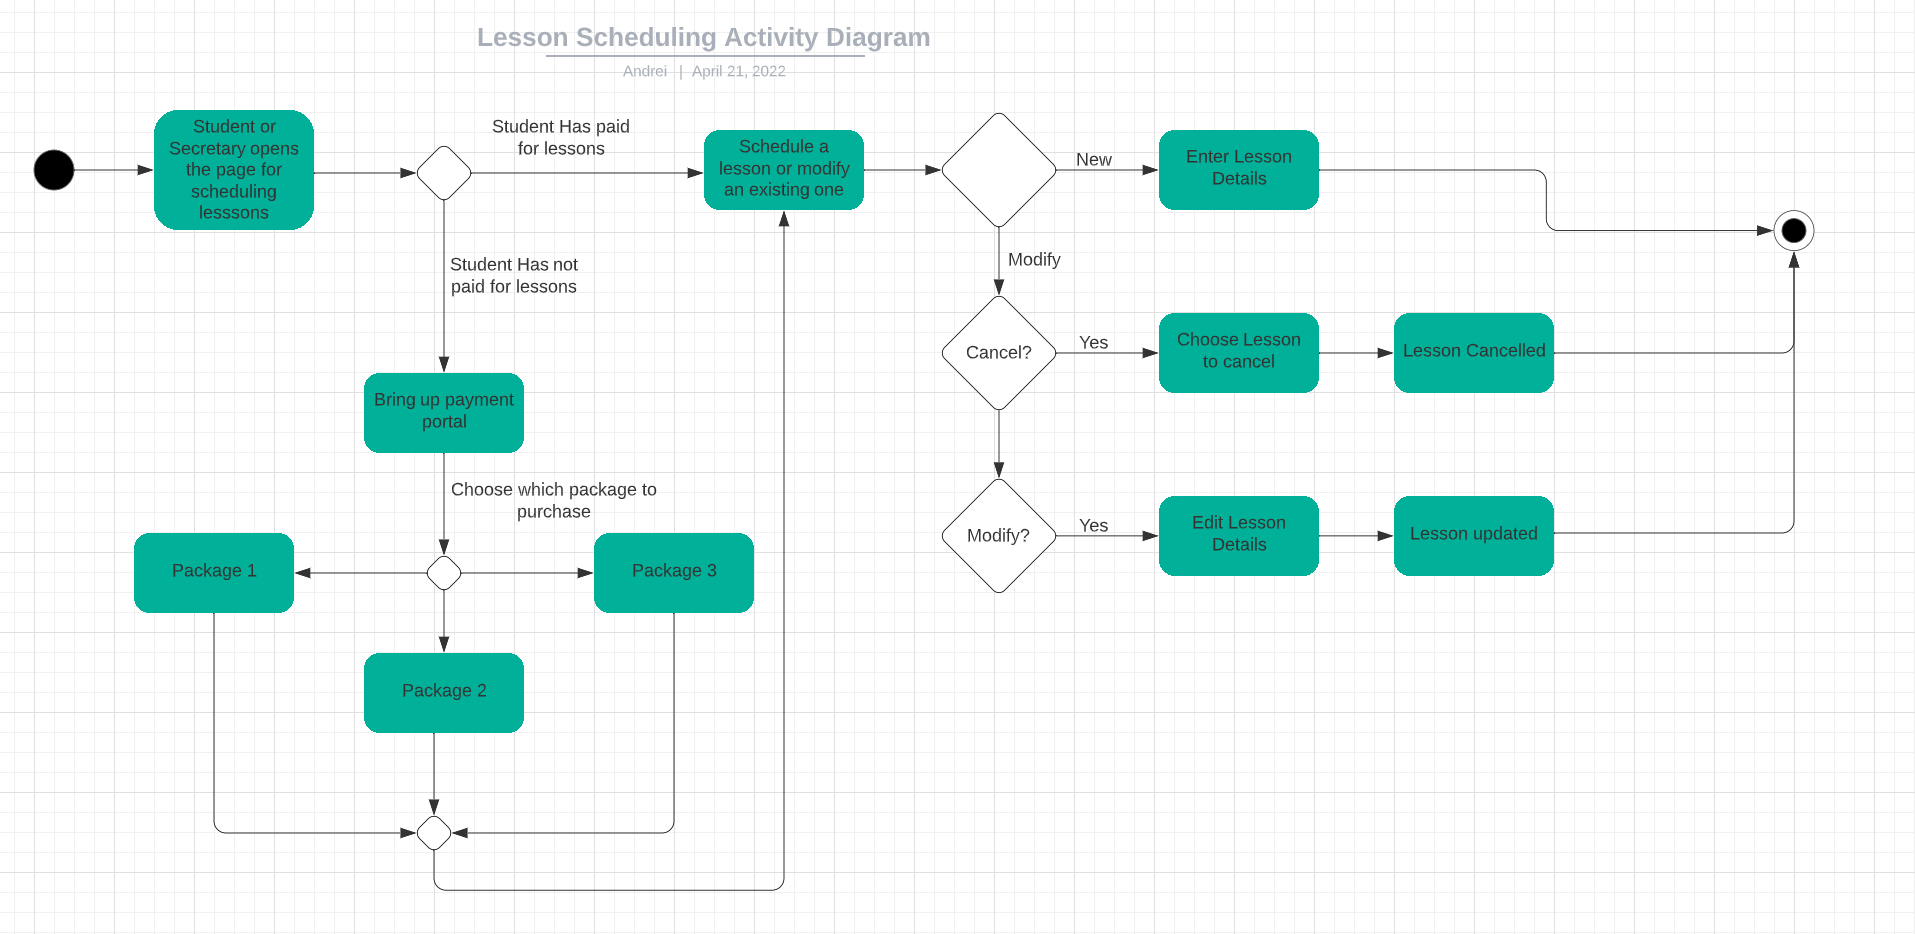 Lesson Scheduling Activity Diagram
Andrei | April 21, 2022
Student or
Secretary opens
the page for
scheduling
lesssons
Student Has paid
for lessons
Schedule a
lesson or modify
an existing one
New
Enter Lesson
Details
Student Has not
paid for lessons
Modify
Cancel?
Yes
Choose Lesson
to cancel
Lesson Cancelled
Bring up payment
portal
Choose which package to
purchase
Modify?
Yes
Edit Lesson
Details
Lesson updated
Package 1
Package 3
Package 2